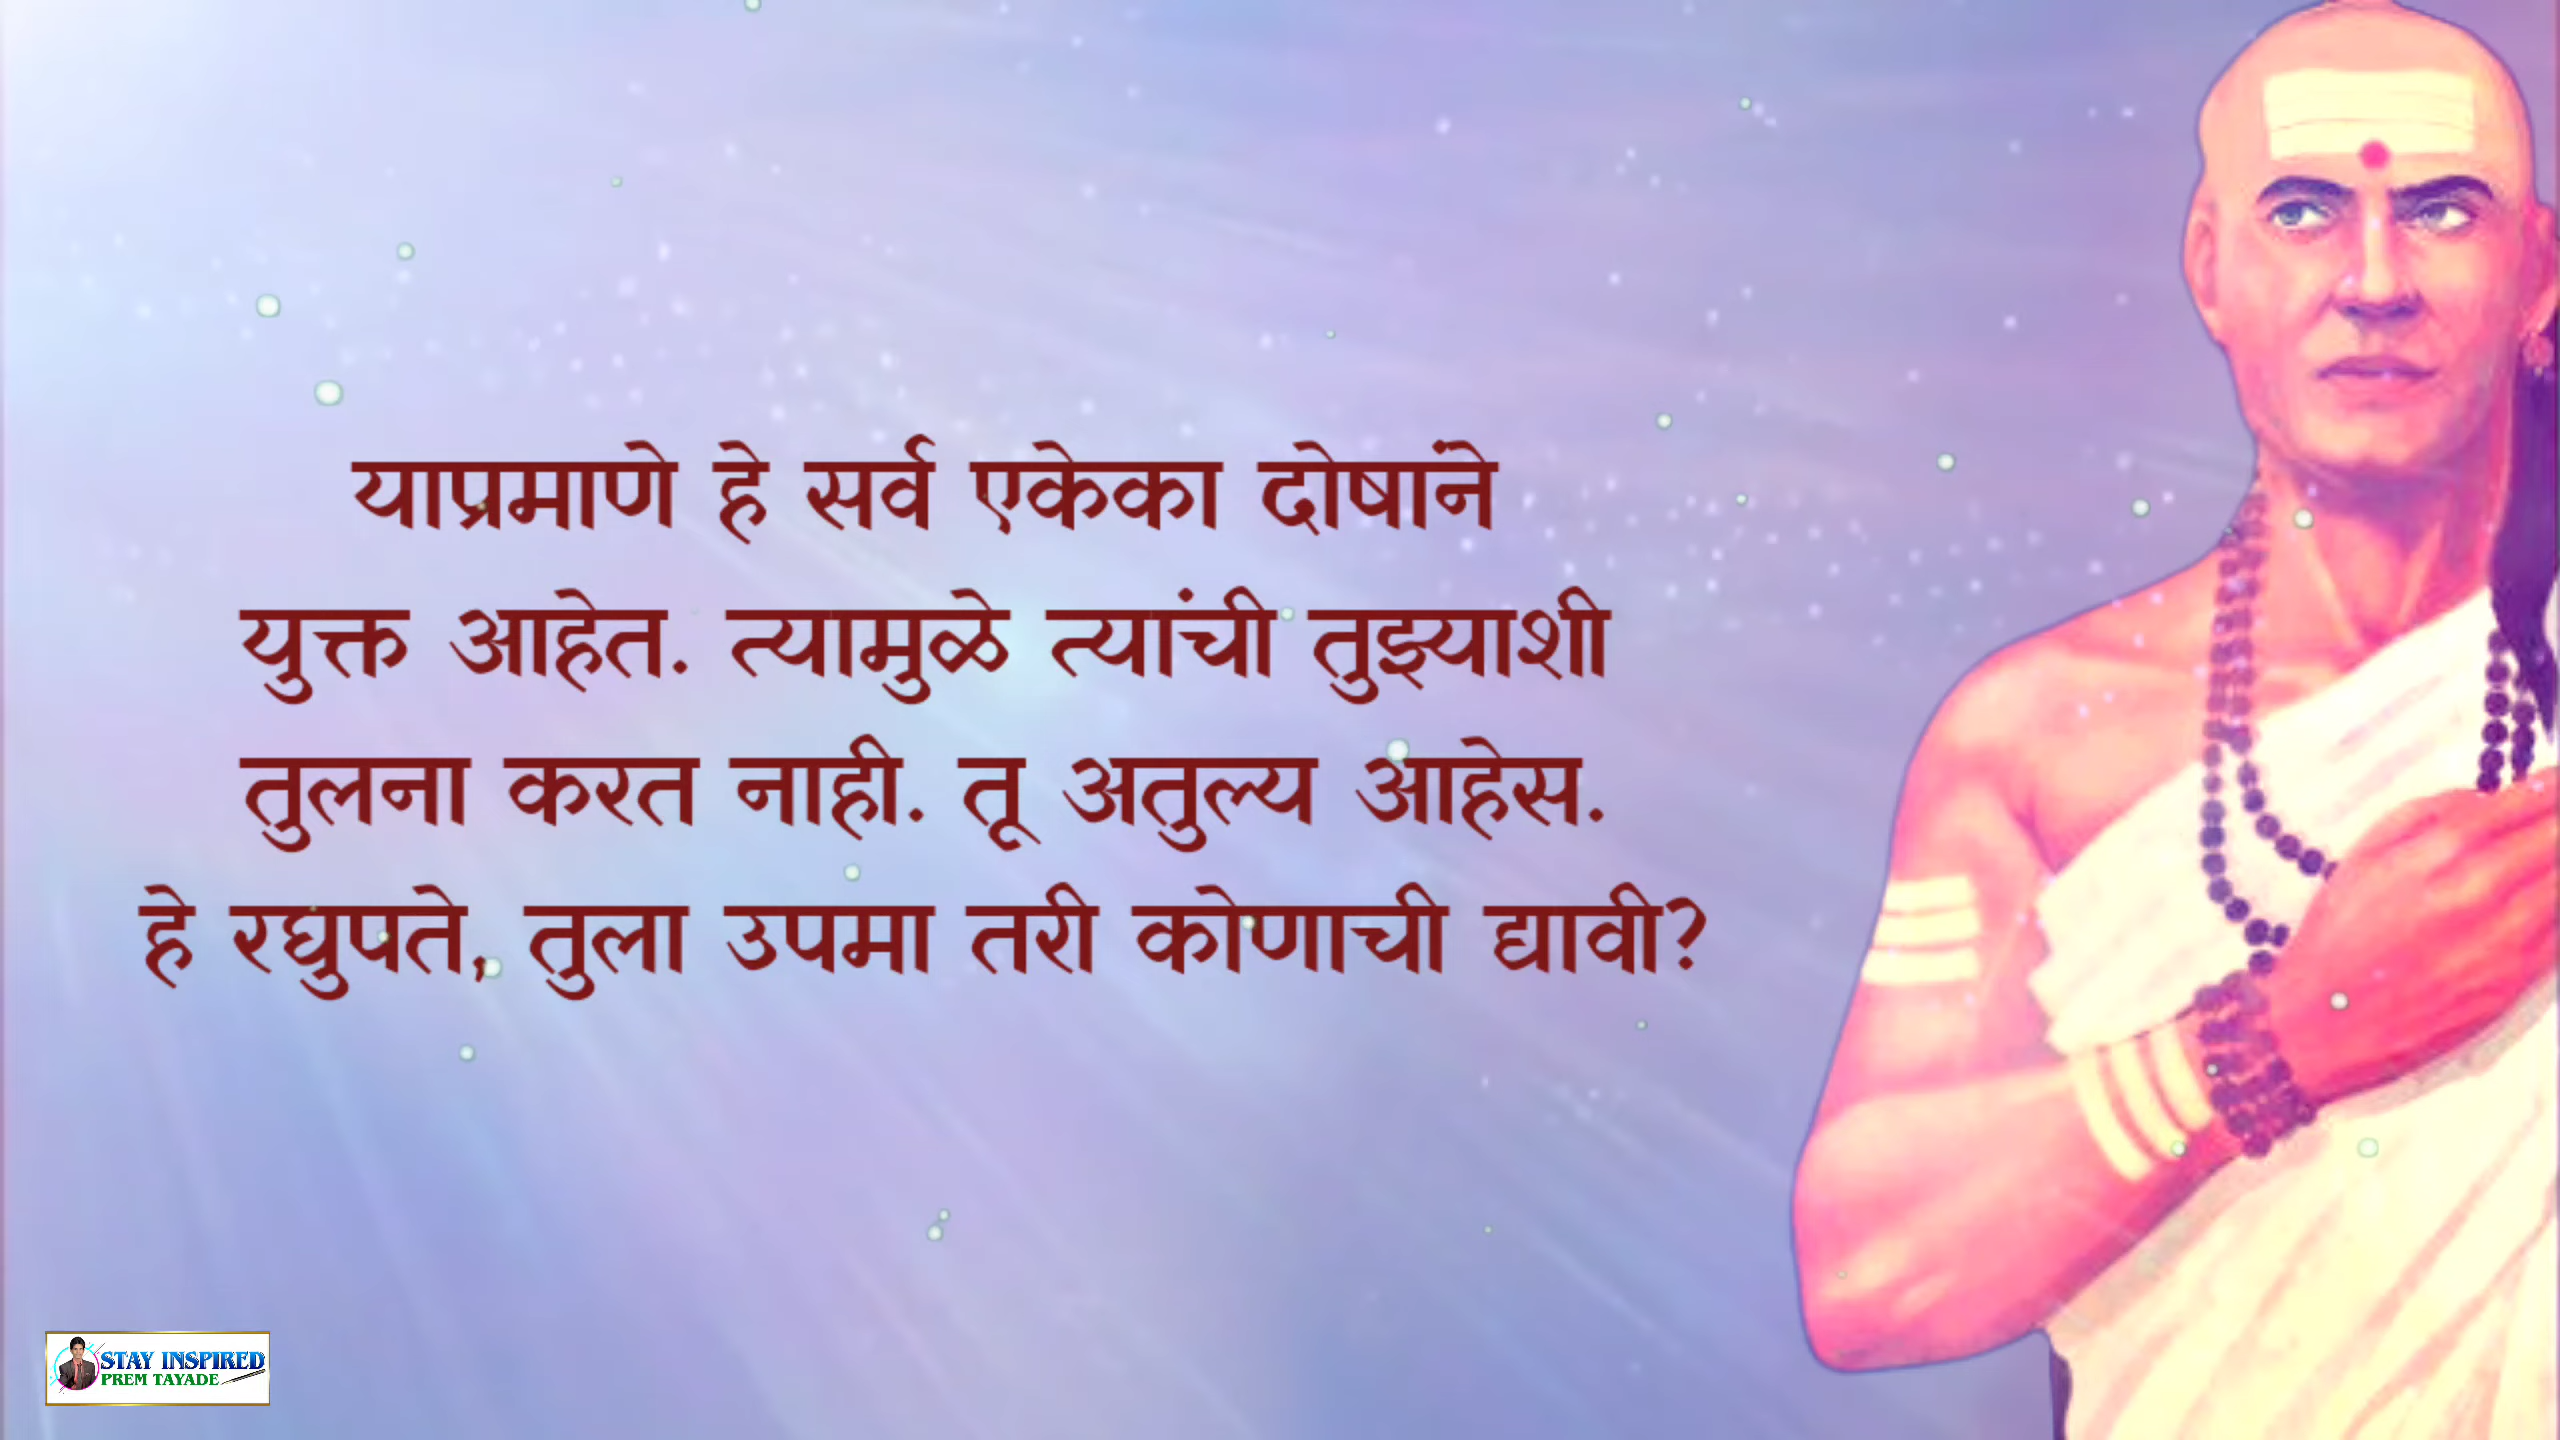 याप्रमाणे हे सर्व एकेका दोषांने
युक्त आहेत. त्यामुळे त्यांची तुझ्याशी
तुलना करत नाही. तू अतुल्य आहेस.
हे रघुपते, तुला उपमा तरी कोणाची द्यावी?
STAY INSPIRED
PREM TAYADE